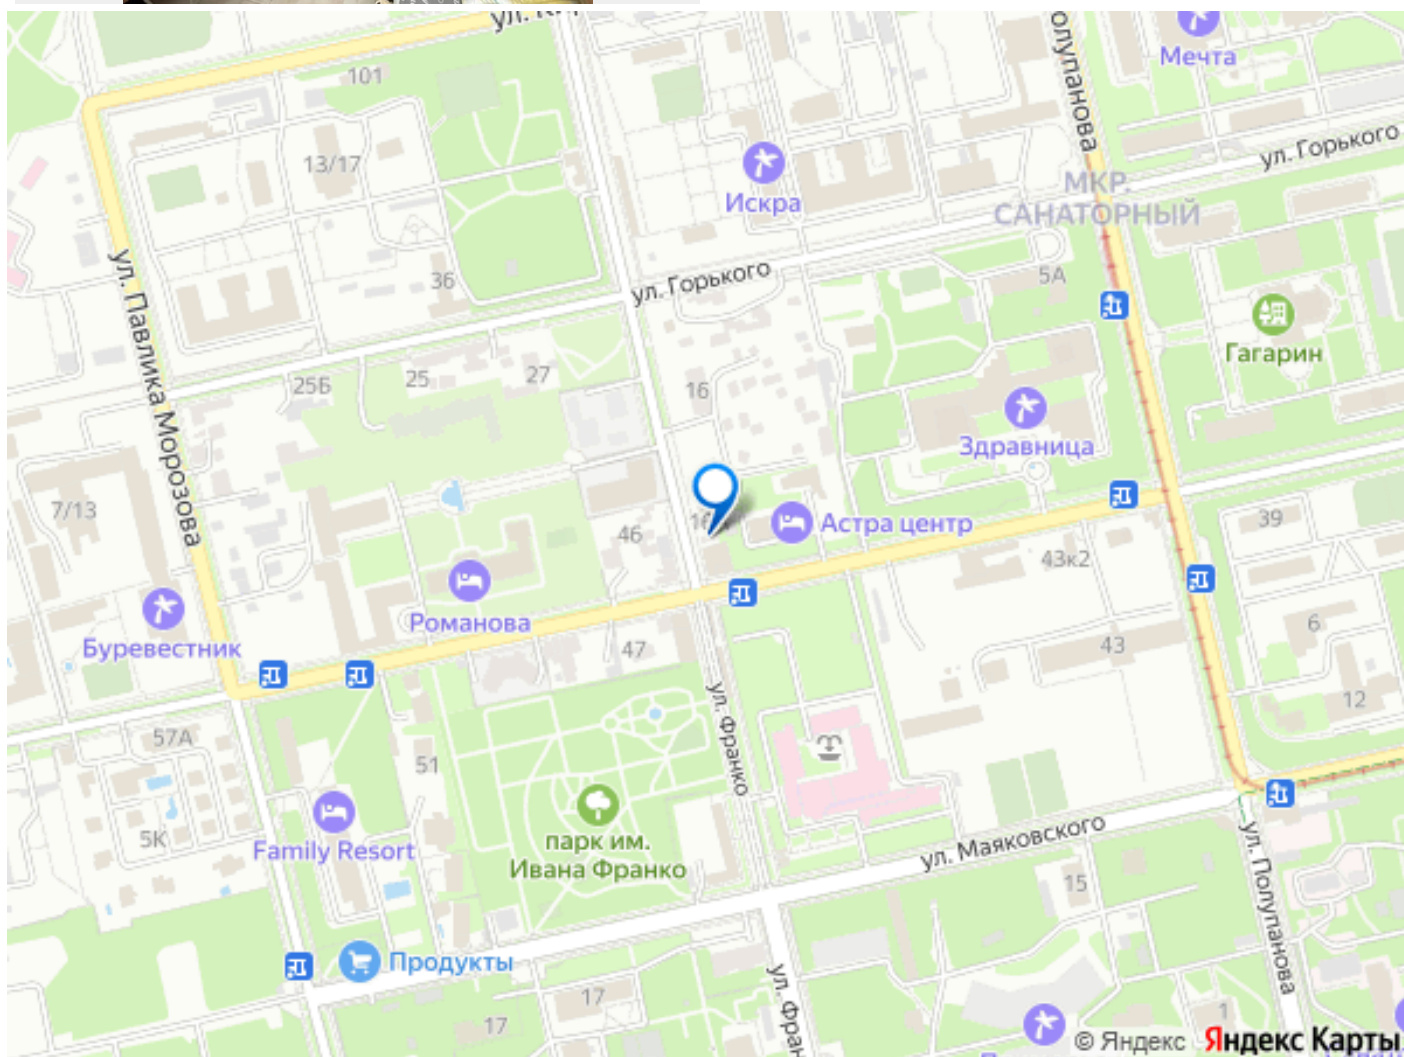 101
Мечта
ул. Горького
13/17
Искра
МКР.
САНАТОРНЫЙ
ул. Горького
36
5А
ул. Павлика Морозова
Гагарин
25Б
25
27
16
Здравница
7/13
46
Астра центр
39
43к2
Романова
Буревестник
47
43
6
12
57А
51
ул. Франко
5К
Family Resort
парк им.
Ивана Франко
ул. Маяковского
15
ул. Полупанова
Продукты
17
17
1
© Яндекс Яндекс Карты